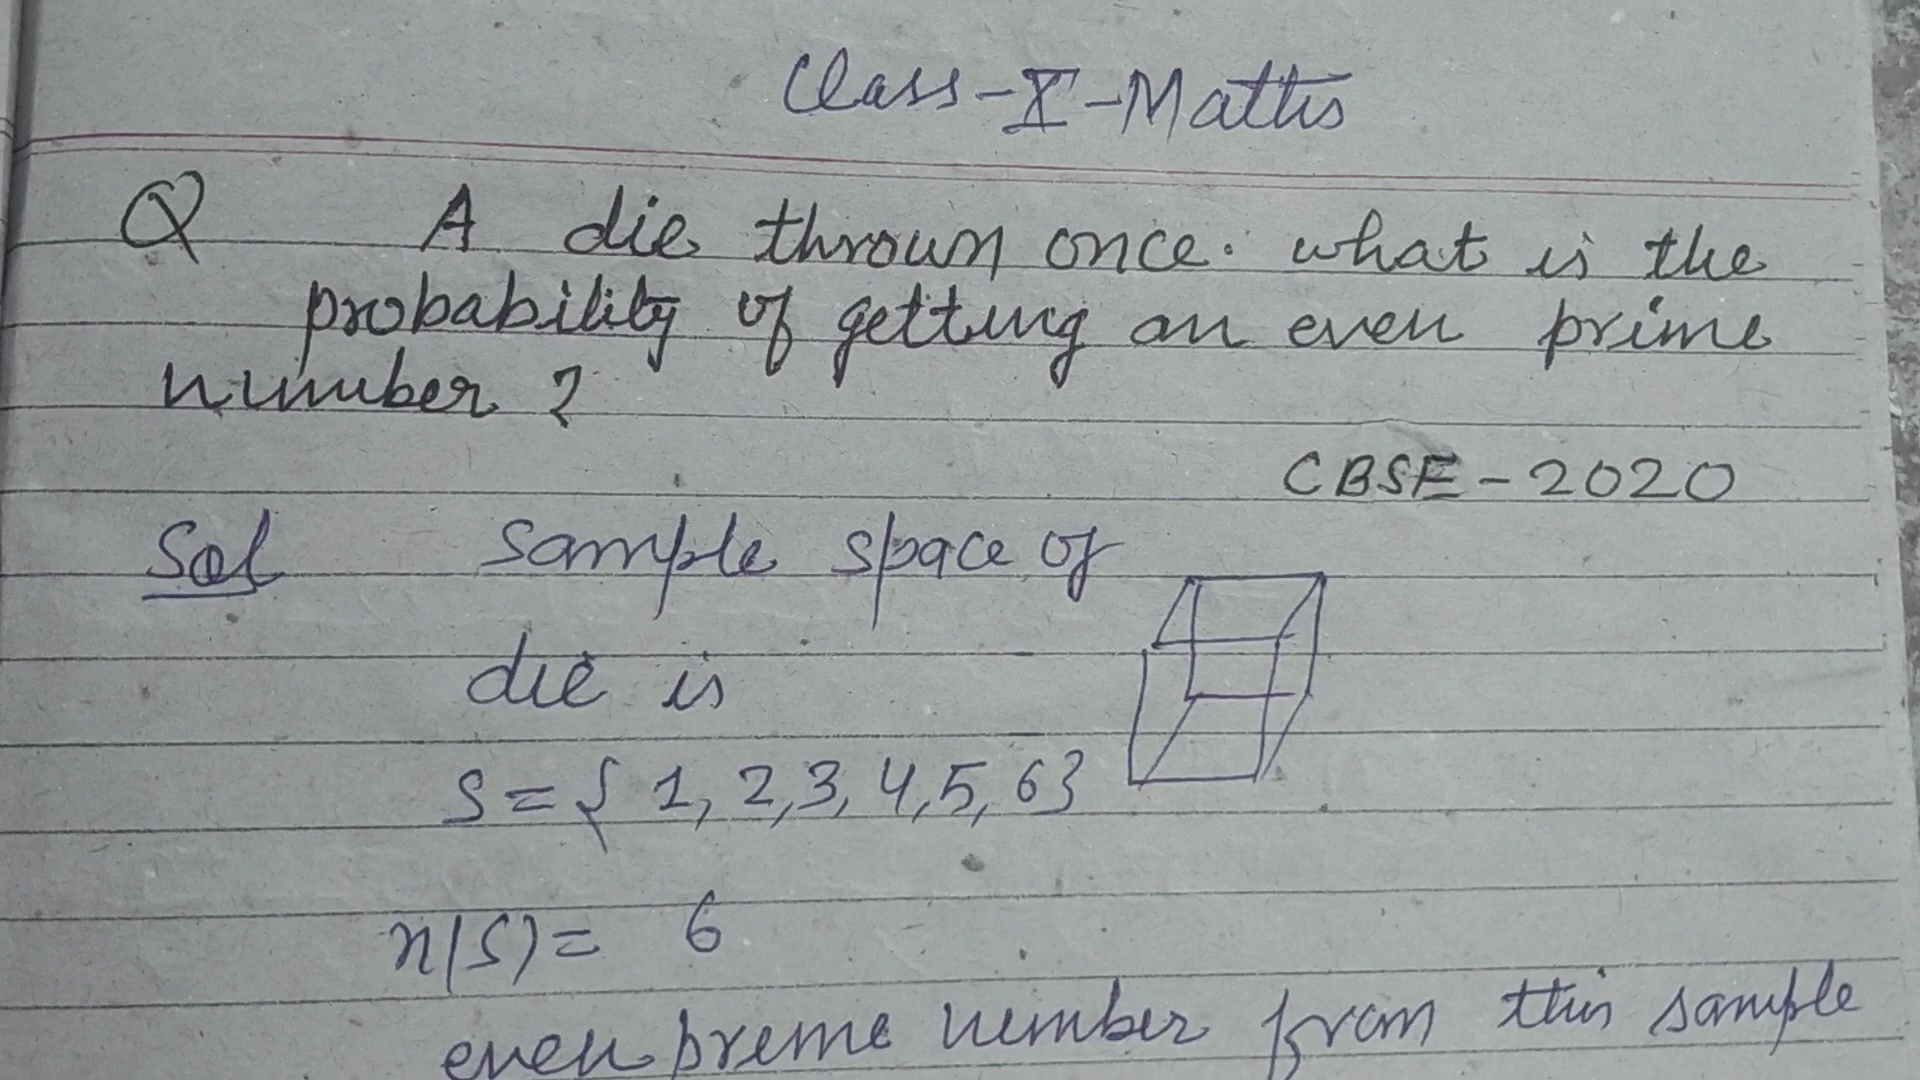 Class-X-Maths
Q A die thrown once. what is the
probability of getting an even prime
number ?
CBSE-2020
Sol Sample space of
die is
S = { 1, 2, 3, 4, 5, 6}
n(S) = 6
even preme number from this sample